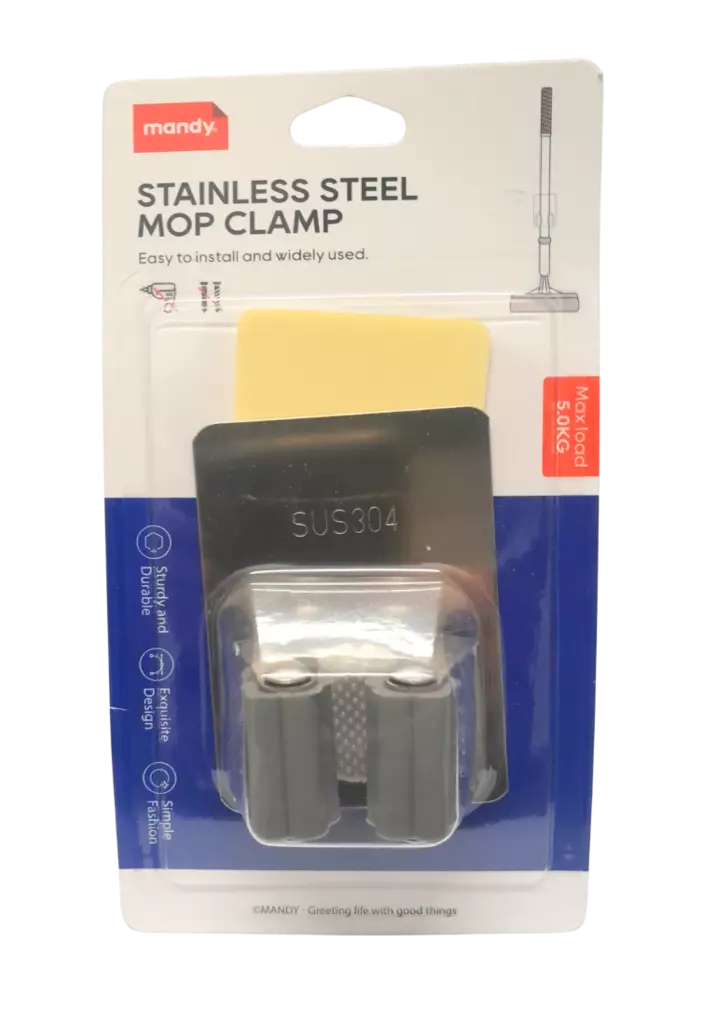 mandy
STAINLESS STEEL
MOP CLAMP
Easy to install and widely used.
Max load
5.0KG
SUS304
Sturdy and
Durable
Exquisite
Design
Simple
Fashion
©MANDY · Greeting life with good things